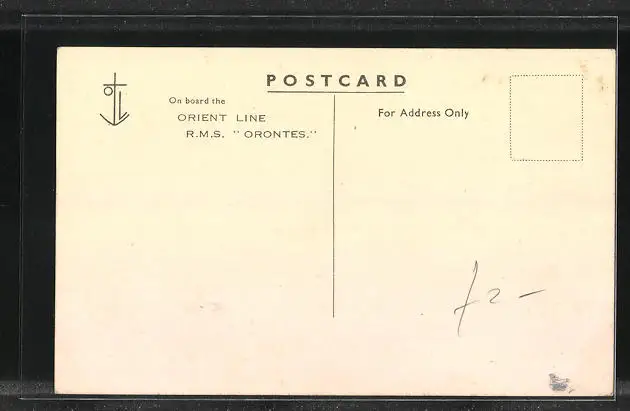 POSTCARD
On board the
ORIENT LINE
R.M.S. "ORONTES."
For Address Only